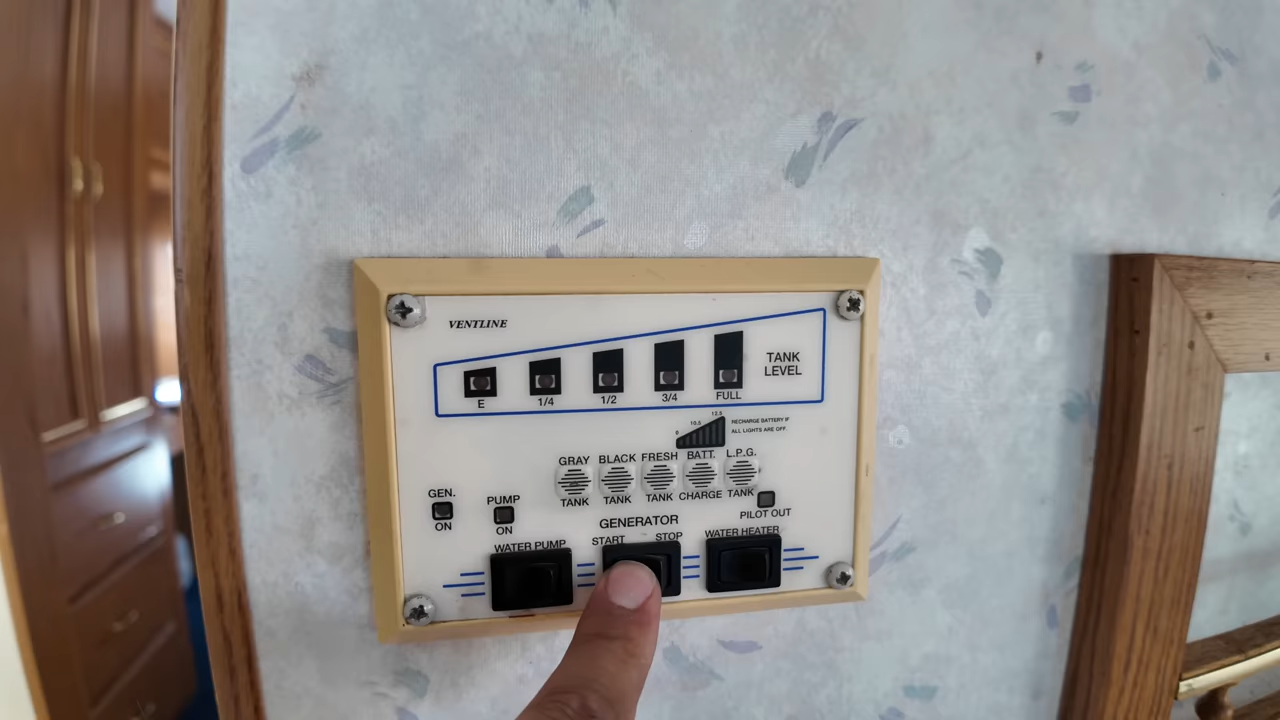 VENTLINE
TANK
LEVEL
E 1/4 1/2 3/4 FULL
0 10.5 12.5
RECHARGE BATTERY IF
ALL LIGHTS ARE OFF.
GRAY BLACK FRESH BATT. L.P.G.
TANK TANK TANK CHARGE TANK
GEN.
ON
PUMP
ON
PILOT OUT
GENERATOR
WATER PUMP START STOP WATER HEATER